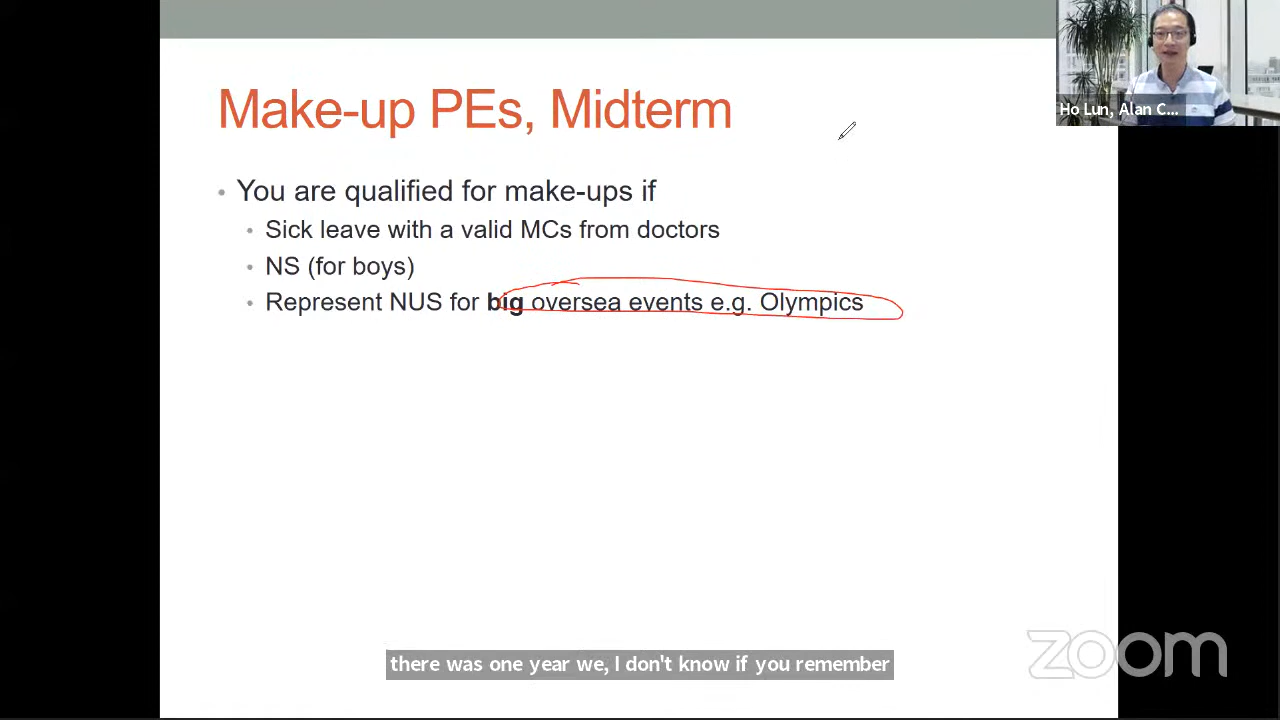 Make-up PEs, Midterm
Ho Lun, Alan C...
• You are qualified for make-ups if
• Sick leave with a valid MCs from doctors
• NS (for boys)
• Represent NUS for big oversea events e.g. Olympics
there was one year we, I don't know if you remember
zoom